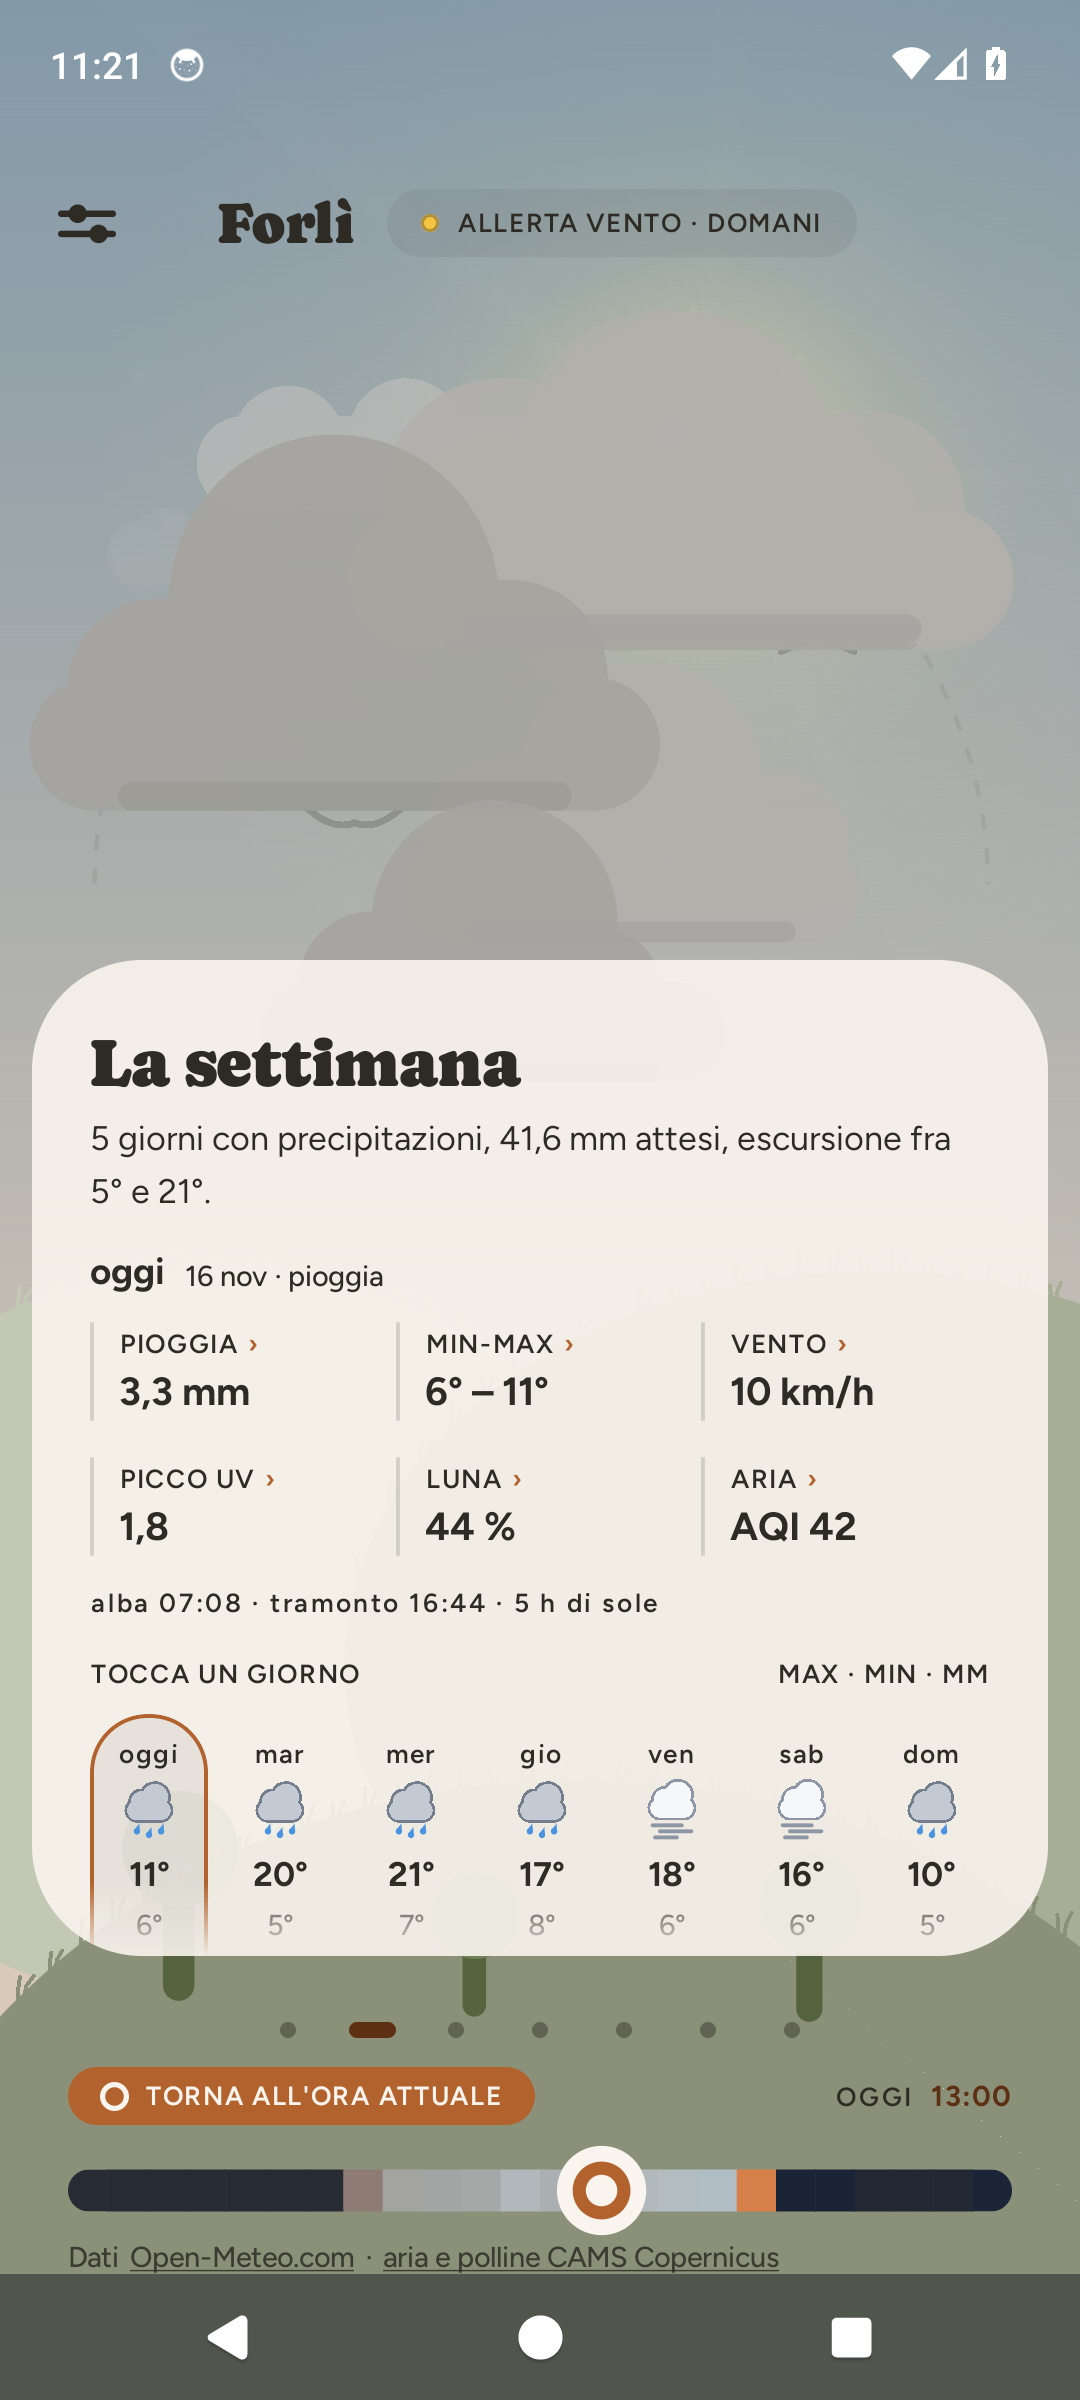 11:21
Forlì
ALLERTA VENTO · DOMANI
La settimana
5 giorni con precipitazioni, 41,6 mm attesi, escursione fra
5° e 21°.
oggi 16 nov · pioggia
PIOGGIA › MIN-MAX › VENTO ›
3,3 mm 6° – 11° 10 km/h
PICCO UV › LUNA › ARIA ›
1,8 44 % AQI 42
alba 07:08 · tramonto 16:44 · 5 h di sole
TOCCA UN GIORNO MAX · MIN · MM
oggi mar mer gio ven sab dom
11° 20° 21° 17° 18° 16° 10°
6° 5° 7° 8° 6° 6° 5°
TORNA ALL'ORA ATTUALE OGGI 13:00
Dati Open-Meteo.com · aria e polline CAMS Copernicus